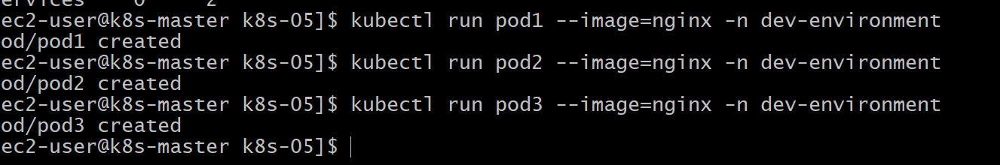 ervices 0 2
ec2-user@k8s-master k8s-05]$ kubectl run pod1 --image=nginx -n dev-environment
od/pod1 created
ec2-user@k8s-master k8s-05]$ kubectl run pod2 --image=nginx -n dev-environment
od/pod2 created
ec2-user@k8s-master k8s-05]$ kubectl run pod3 --image=nginx -n dev-environment
od/pod3 created
ec2-user@k8s-master k8s-05]$